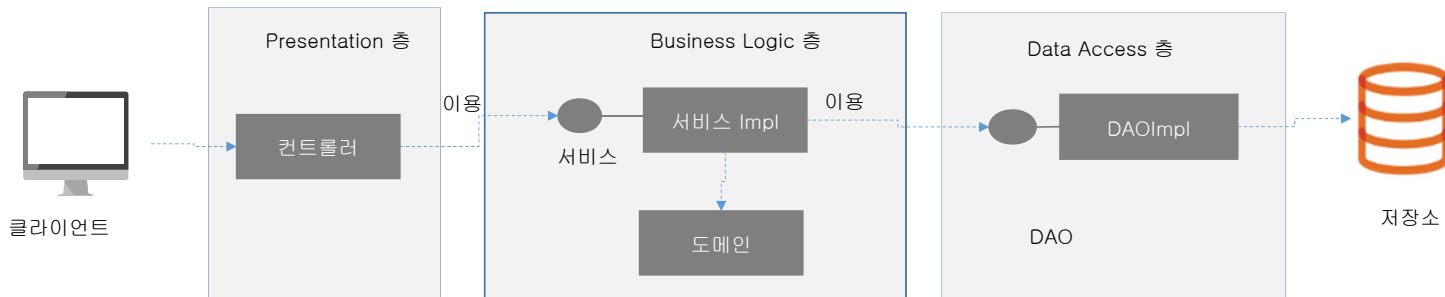 Presentation 층
Business Logic 층
Data Access 층
이용
이용
컨트롤러
서비스 Impl
DAOImpl
서비스
클라이언트
도메인
DAO
저장소